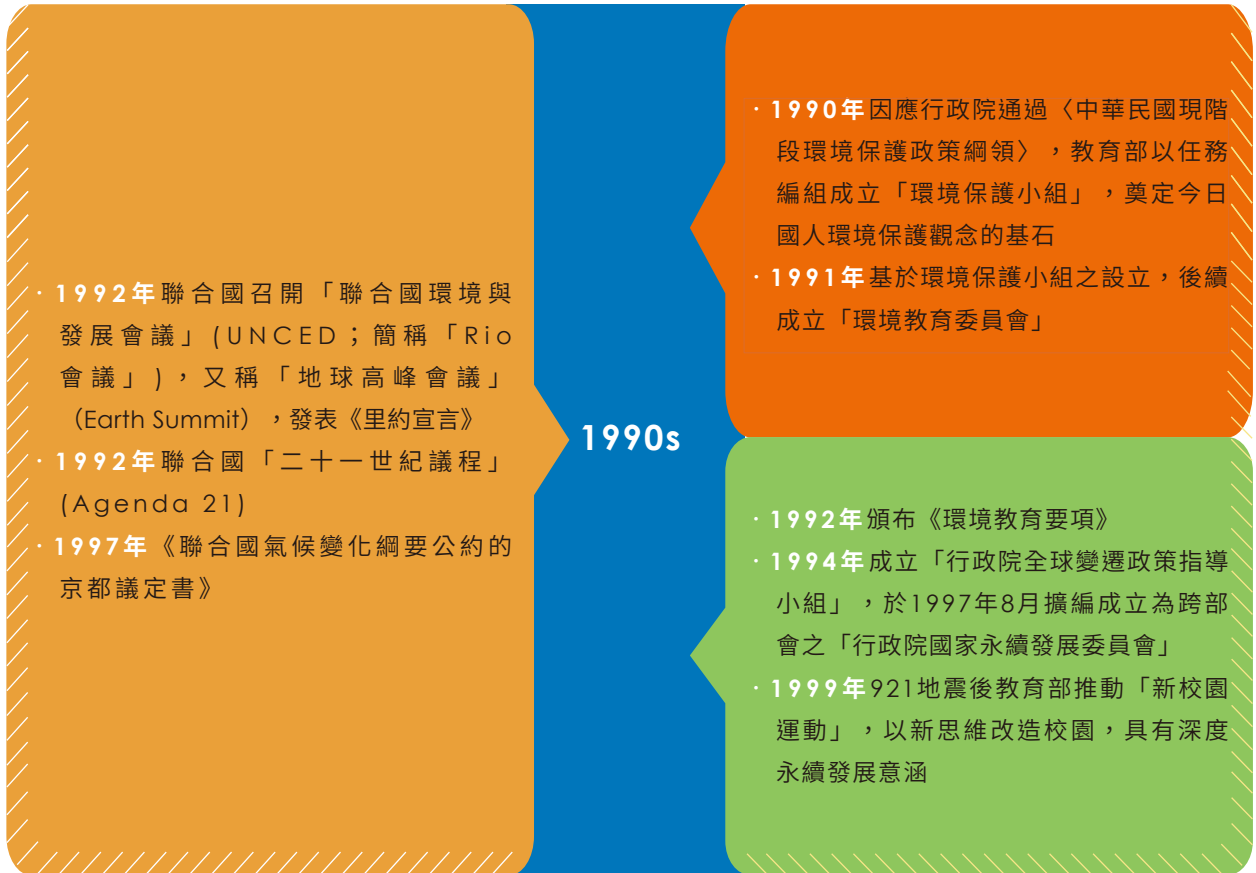 ·1992年聯合國召開「聯合國環境與
發展會議」(UNCED；簡稱「Rio
會議」)，又稱「地球高峰會議」
（Earth Summit），發表《里約宣言》
·1992年聯合國「二十一世紀議程」
(Agenda 21)
·1997年《聯合國氣候變化綱要公約的
京都議定書》
1990s
·1990年因應行政院通過〈中華民國現階
段環境保護政策綱領〉，教育部以任務
編組成立「環境保護小組」，奠定今日
國人環境保護觀念的基石
·1991年基於環境保護小組之設立，後續
成立「環境教育委員會」
·1992年頒布《環境教育要項》
·1994年成立「行政院全球變遷政策指導
小組」，於1997年8月擴編成立為跨部
會之「行政院國家永續發展委員會」
·1999年921地震後教育部推動「新校園
運動」，以新思維改造校園，具有深度
永續發展意涵